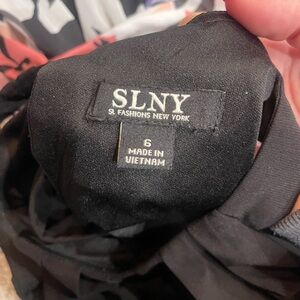 SLNY
SL FASHIONS NEW YORK
6
MADE IN
VIETNAM